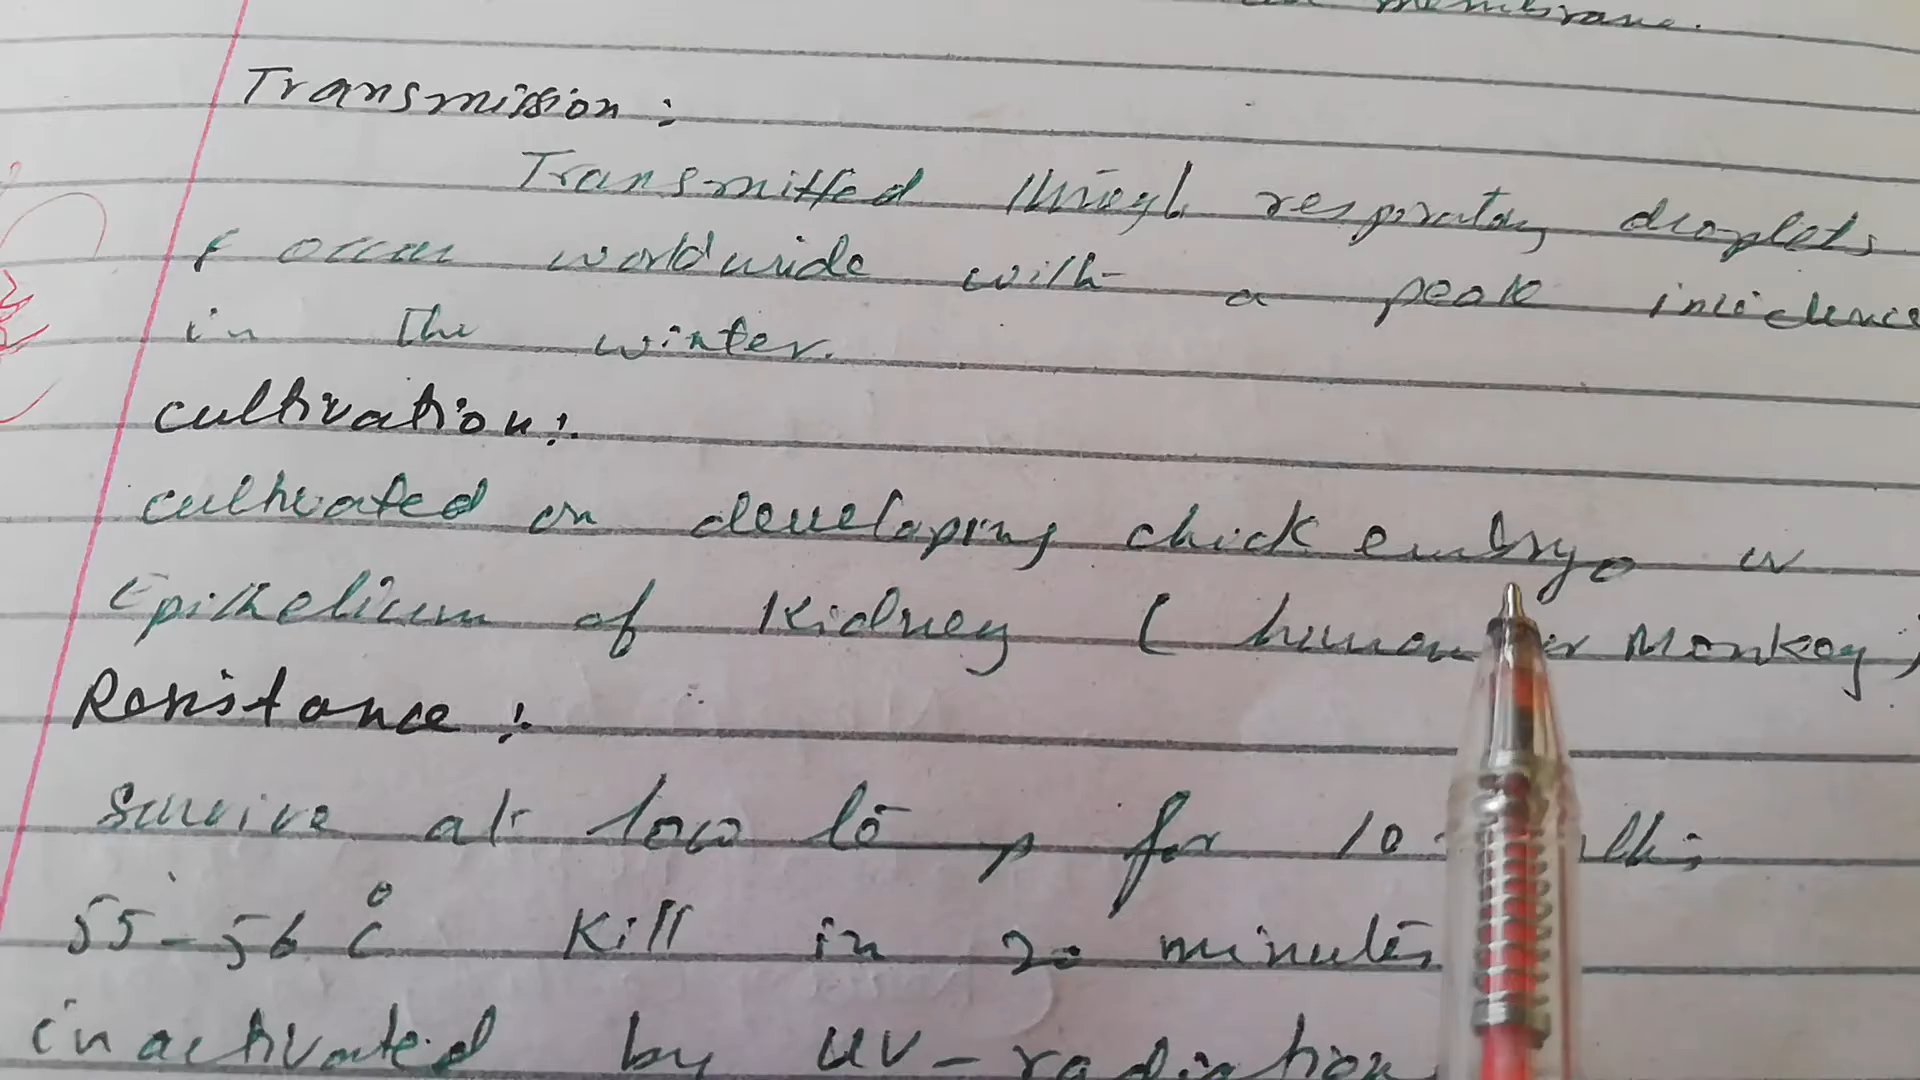 membrane.
Transmission :
Transmitted through respiratory droplets
& occur worldwide with a peak incidence
in the winter.
cultivation :
cultivated on developing chick embryo or
Epithelium of Kidney ( human or Monkey )
Resistance :
Survive at low for 10
55-56 C° Kill in 20 minutes
inactivated by uv-radiation